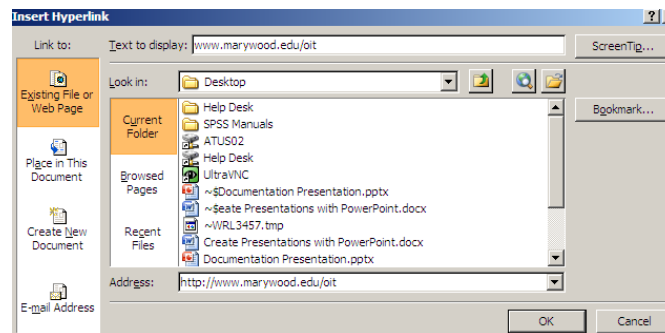 Insert Hyperlink
?
Link to:
Text to display: www.marywood.edu/oit
ScreenTip...
Look in:
Desktop
Existing File or
Web Page
Place in This
Document
Create New
Document
E-mail Address
Current
Folder
Browsed
Pages
Recent
Files
Help Desk
SPSS Manuals
ATUS02
Help Desk
UltraVNC
~$Documentation Presentation.pptx
~$eate Presentations with PowerPoint.docx
~WRL3457.tmp
Create Presentations with PowerPoint.docx
Documentation Presentation.pptx
Bookmark...
Address: http://www.marywood.edu/oit
OK
Cancel